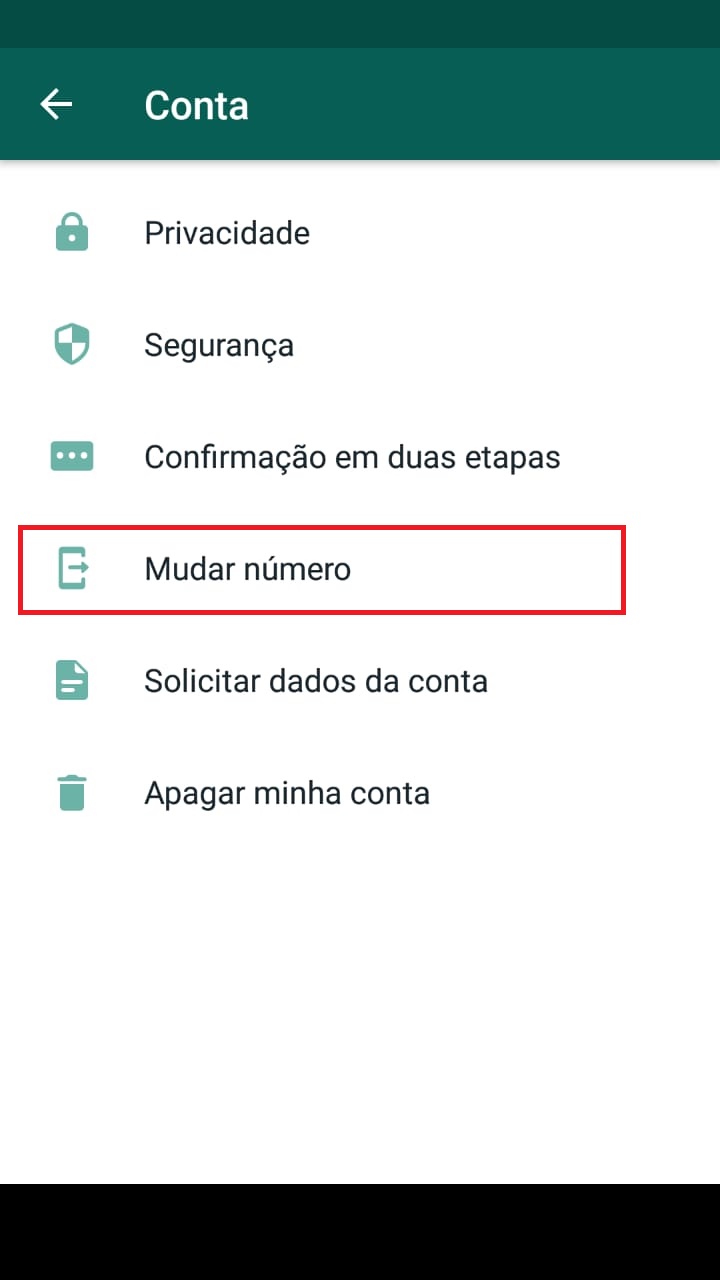 Conta
Privacidade
Segurança
Confirmação em duas etapas
Mudar número
Solicitar dados da conta
Apagar minha conta